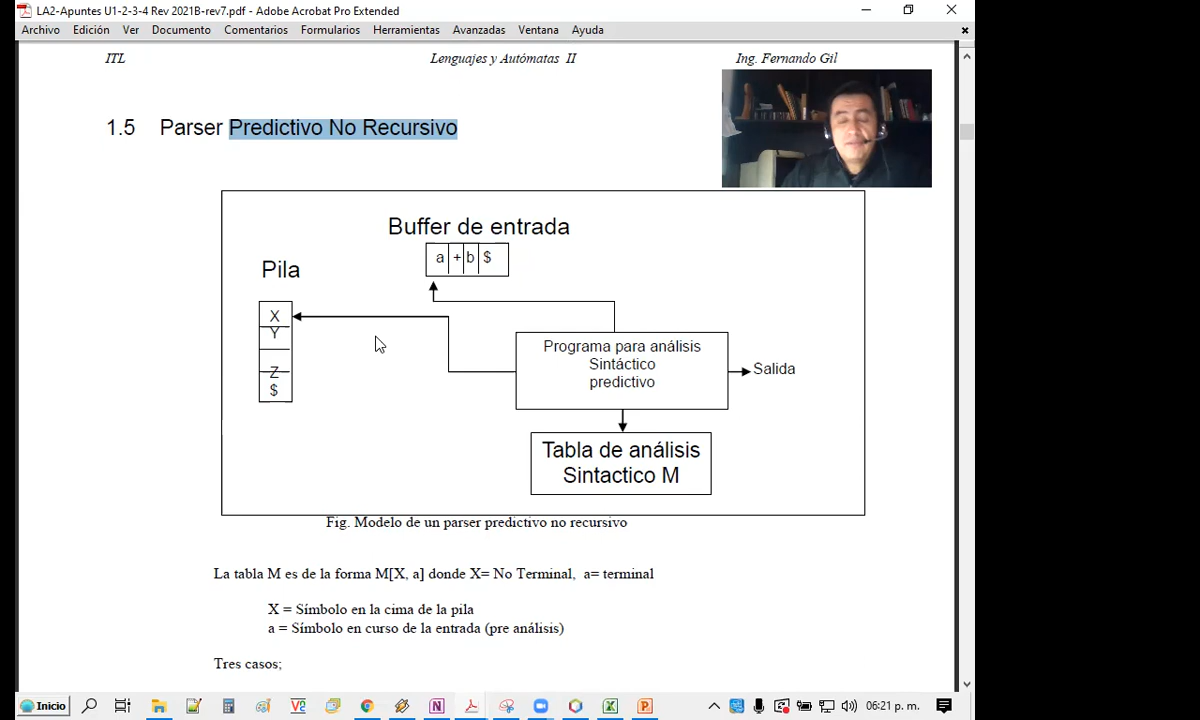 LA2-Apuntes U1-2-3-4 Rev 2021B-rev7.pdf - Adobe Acrobat Pro Extended
Archivo Edición Ver Documento Comentarios Formularios Herramientas Avanzadas Ventana Ayuda
ITL Lenguajes y Autómatas II Ing. Fernando Gil
1.5 Parser Predictivo No Recursivo
Buffer de entrada
a + b $
Pila
X
Y
Z
$
Programa para análisis
Sintáctico
predictivo
Salida
Tabla de análisis
Sintactico M
Fig. Modelo de un parser predictivo no recursivo
La tabla M es de la forma M[X, a] donde X= No Terminal, a= terminal
X = Símbolo en la cima de la pila
a = Símbolo en curso de la entrada (pre análisis)
Tres casos;
Inicio 06:21 p. m.